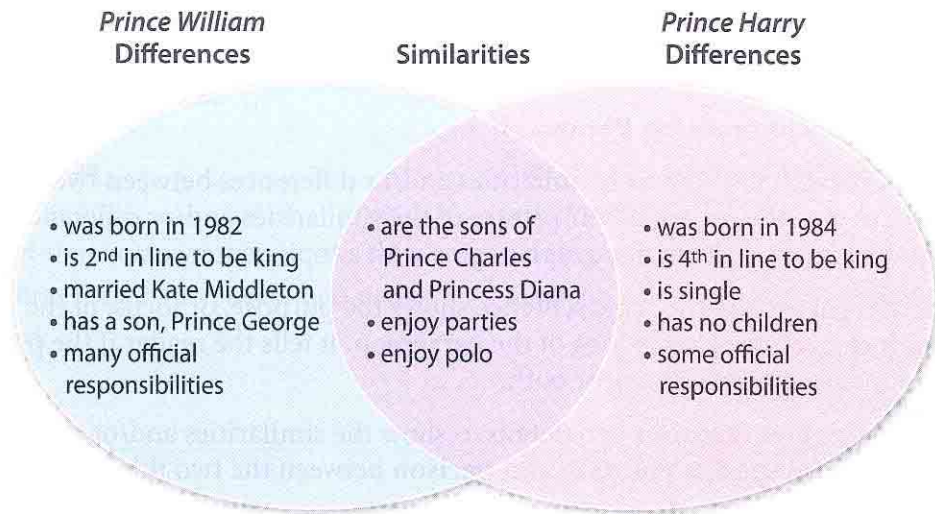 Prince William
Differences
Similarities
Prince Harry
Differences
• was born in 1982
• is 2nd in line to be king
• married Kate Middleton
• has a son, Prince George
• many official
responsibilities
• are the sons of
Prince Charles
and Princess Diana
• enjoy parties
• enjoy polo
• was born in 1984
• is 4th in line to be king
• is single
• has no children
• some official
responsibilities